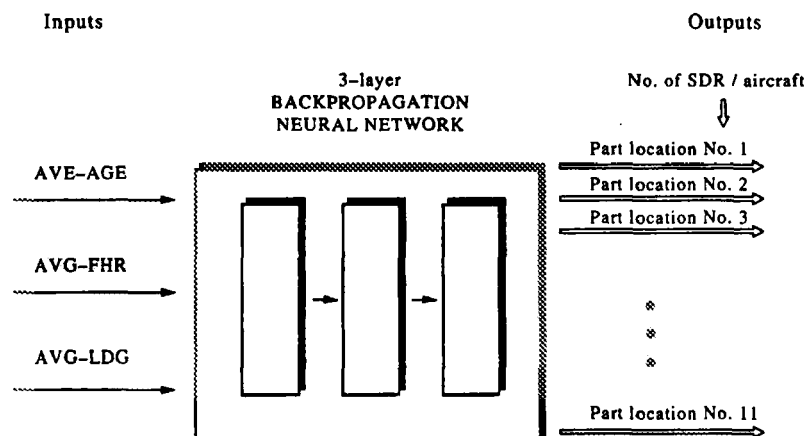 Inputs
Outputs
3-layer
BACKPROPAGATION
NEURAL NETWORK
No. of SDR / aircraft
AVE-AGE
AVG-FHR
AVG-LDG
Part location No. 1
Part location No. 2
Part location No. 3
Part location No. 11